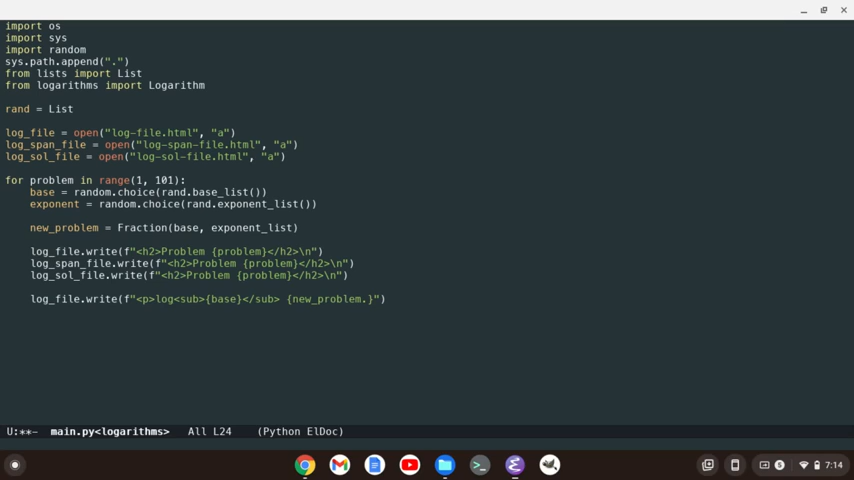 import os
import sys
import random
sys.path.append(".")
from lists import List
from logarithms import Logarithm
rand = List
log_file = open("log-file.html", "a")
log_span_file = open("log-span-file.html", "a")
log_sol_file = open("log-sol-file.html", "a")
for problem in range(1, 101):
    base = random.choice(rand.base_list())
    exponent = random.choice(rand.exponent_list())
    new_problem = Fraction(base, exponent_list)
    log_file.write(f"<h2>Problem {problem}</h2>\n")
    log_span_file.write(f"<h2>Problem {problem}</h2>\n")
    log_sol_file.write(f"<h2>Problem {problem}</h2>\n")
    log_file.write(f"<p>log<sub>{base}</sub> {new_problem.}")
U:**-  main.py<logarithms>   All L24    (Python ElDoc)
5 7:14